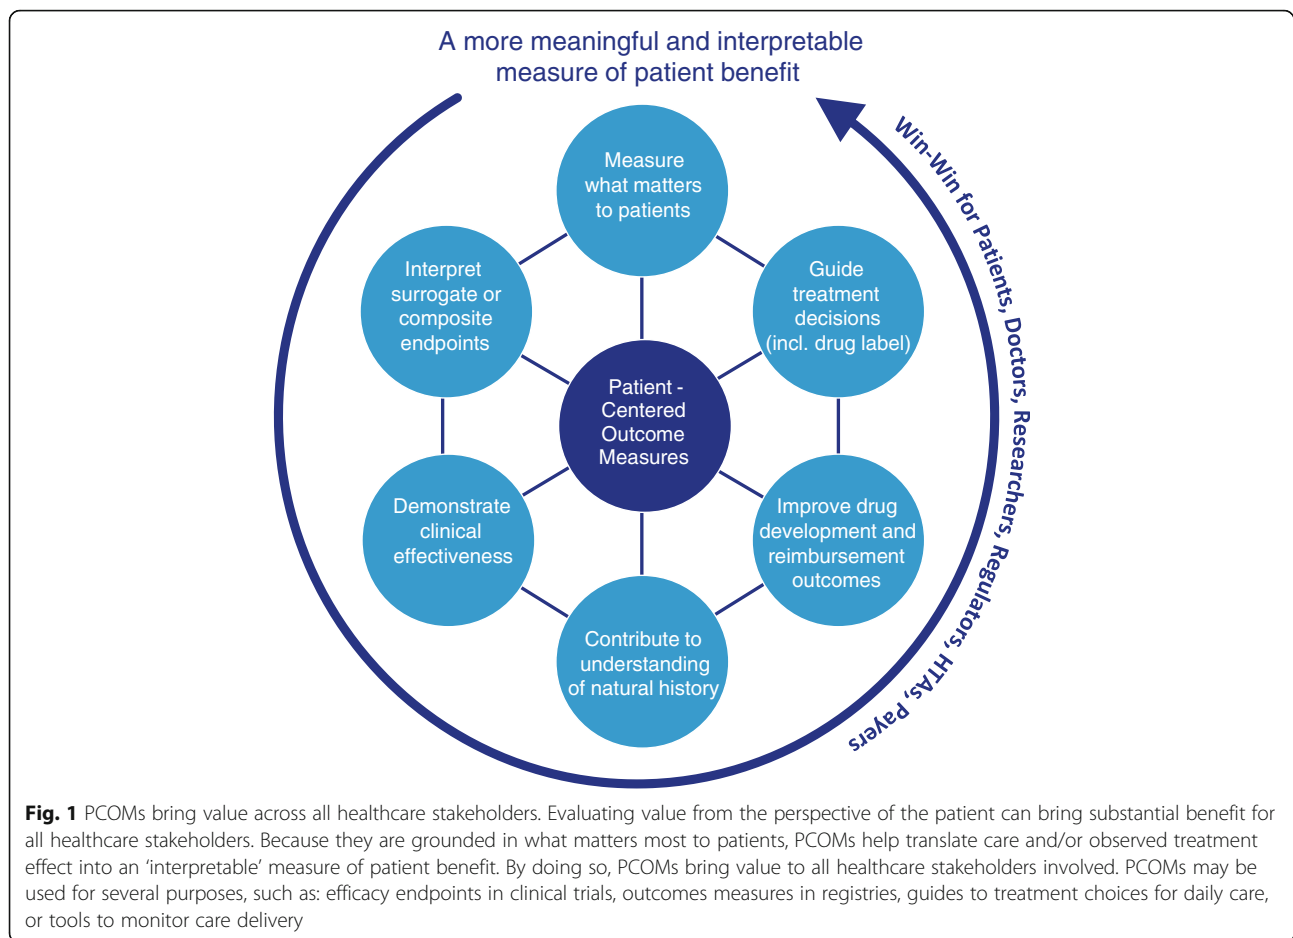 A more meaningful and interpretable
measure of patient benefit
Win-Win for Patients, Doctors, Researchers, Regulators, HTAs, Payers
Measure
what matters
to patients
Interpret
surrogate or
composite
endpoints
Guide
treatment
decisions
(incl. drug label)
Patient -
Centered
Outcome
Measures
Demonstrate
clinical
effectiveness
Improve drug
development and
reimbursement
outcomes
Contribute to
understanding
of natural history
Fig. 1 PCOMs bring value across all healthcare stakeholders. Evaluating value from the perspective of the patient can bring substantial benefit for
all healthcare stakeholders. Because they are grounded in what matters most to patients, PCOMs help translate care and/or observed treatment
effect into an ‘interpretable’ measure of patient benefit. By doing so, PCOMs bring value to all healthcare stakeholders involved. PCOMs may be
used for several purposes, such as: efficacy endpoints in clinical trials, outcomes measures in registries, guides to treatment choices for daily care,
or tools to monitor care delivery